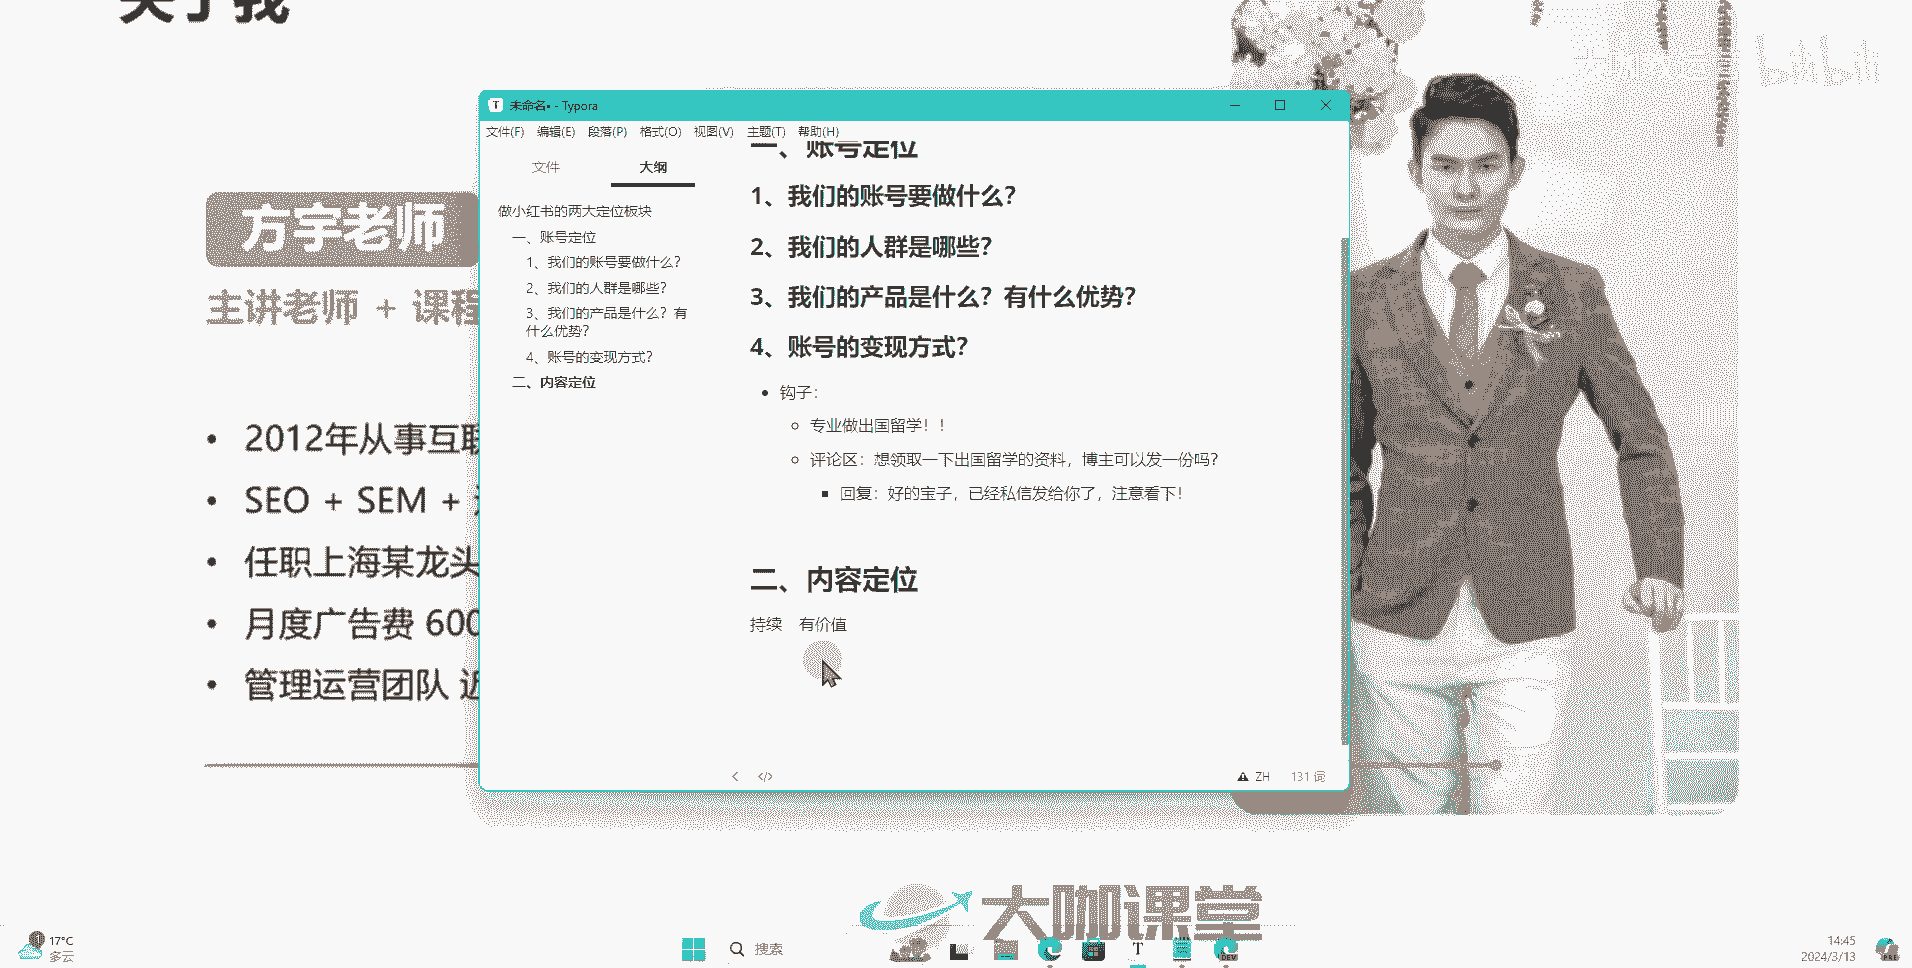 关于我
bilibili
方宇老师
主讲老师 + 课程
2012年从事互联
SEO + SEM +
任职上海某龙头
月度广告费 600
管理运营团队 近
T 未命名• - Typora
文件(F) 编辑(E) 段落(P) 格式(O) 视图(V) 主题(T) 帮助(H)
文件 大纲
做小红书的两大定位板块
一、账号定位
1、我们的账号要做什么？
2、我们的人群是哪些？
3、我们的产品是什么？有
什么优势？
4、账号的变现方式？
二、内容定位
一、账号定位
1、我们的账号要做什么？
2、我们的人群是哪些？
3、我们的产品是什么？有什么优势？
4、账号的变现方式？
钩子：
专业做出国留学！！
评论区：想领取一下出国留学的资料，博主可以发一份吗？
回复：好的宝子，已经私信发给你了，注意看下！
二、内容定位
持续 有价值
ZH 131 词
大咖课堂
1
17°C
多云
搜索
T
DEV
14:45
2024/3/13
PRE